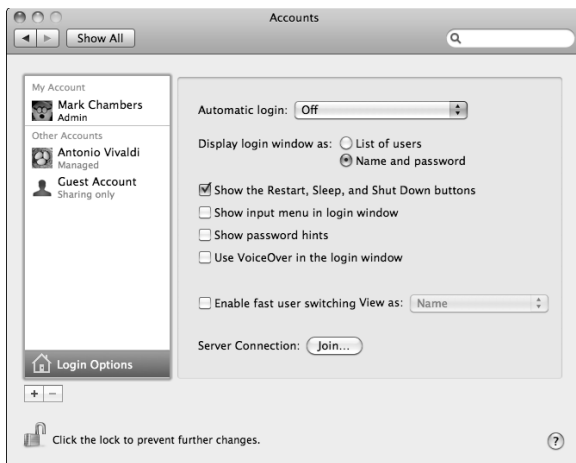 Accounts
Show All
My Account
Mark Chambers
Admin
Other Accounts
Antonio Vivaldi
Managed
Guest Account
Sharing only
Login Options
Automatic login: Off
Display login window as: List of users
Name and password
Show the Restart, Sleep, and Shut Down buttons
Show input menu in login window
Show password hints
Use VoiceOver in the login window
Enable fast user switching View as: Name
Server Connection: Join...
+ −
Click the lock to prevent further changes.
?